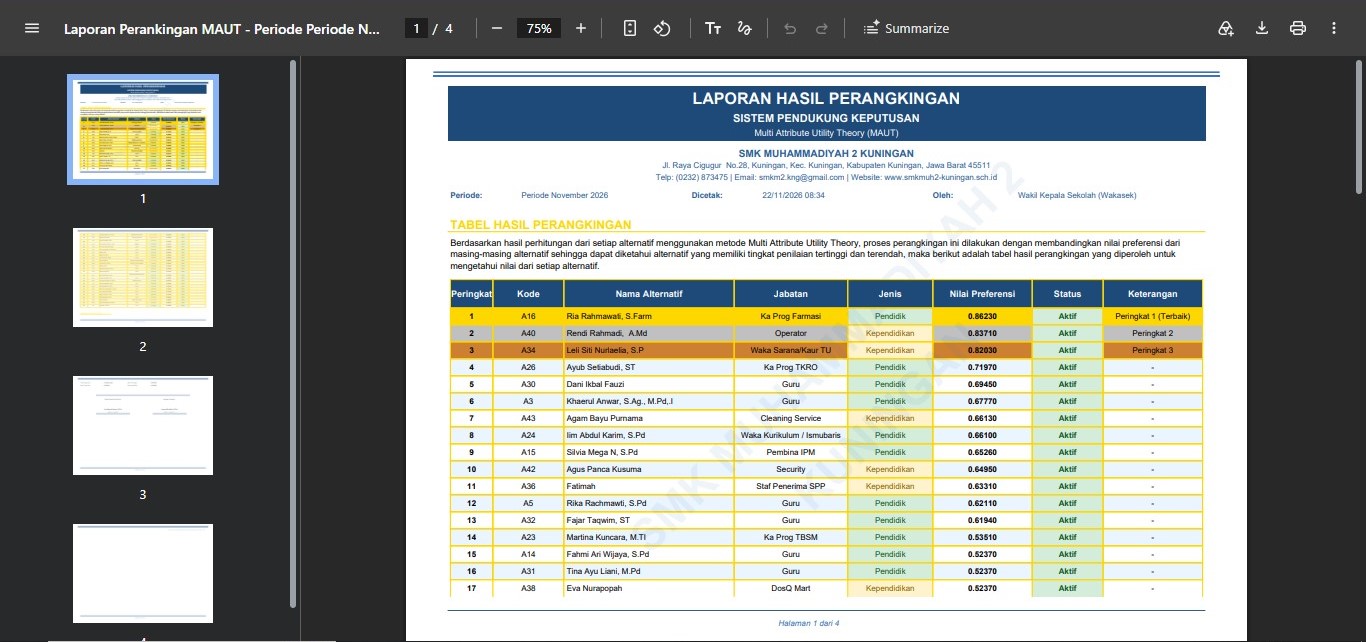 Laporan Perankingan MAUT - Periode Periode N...
1 / 4
75%
Summarize
LAPORAN HASIL PERANGKINGAN
SISTEM PENDUKUNG KEPUTUSAN
Multi Attribute Utility Theory (MAUT)
SMK MUHAMMADIYAH 2 KUNINGAN
Jl. Raya Cigugur No.28, Kuningan, Kec. Kuningan, Kabupaten Kuningan, Jawa Barat 45511
Telp: (0232) 873475 | Email: smkm2.kng@gmail.com | Website: www.smkmuh2-kuningan.sch.id
Periode: Periode November 2026 Dicetak: 22/11/2026 08:34 Oleh: Wakil Kepala Sekolah (Wakasek)
TABEL HASIL PERANGKINGAN
Berdasarkan hasil perhitungan dari setiap alternatif menggunakan metode Multi Attribute Utility Theory, proses perangkingan ini dilakukan dengan membandingkan nilai preferensi dari
masing-masing alternatif sehingga dapat diketahui alternatif yang memiliki tingkat penilaian tertinggi dan terendah, maka berikut adalah tabel hasil perangkingan yang diperoleh untuk
mengetahui nilai dari setiap alternatif.
Peringkat Kode Nama Alternatif Jabatan Jenis Nilai Preferensi Status Keterangan
1 A16 Ria Rahmawati, S.Farm Ka Prog Farmasi Pendidik 0.86230 Aktif Peringkat 1 (Terbaik)
2 A40 Rendi Rahmadi, A.Md Operator Kependidikan 0.83710 Aktif Peringkat 2
3 A34 Leli Siti Nurlaelia, S.P Waka Sarana/Kaur TU Kependidikan 0.82030 Aktif Peringkat 3
4 A26 Ayub Setiabudi, ST Ka Prog TKRO Pendidik 0.71970 Aktif -
5 A30 Dani Ikbal Fauzi Guru Pendidik 0.69450 Aktif -
6 A3 Khaerul Anwar, S.Ag., M.Pd,.I Guru Pendidik 0.67770 Aktif -
7 A43 Agam Bayu Purnama Cleaning Service Kependidikan 0.66130 Aktif -
8 A24 Iim Abdul Karim, S.Pd Waka Kurikulum / Ismubaris Pendidik 0.66100 Aktif -
9 A15 Silvia Mega N, S.Pd Pembina IPM Pendidik 0.65260 Aktif -
10 A42 Agus Panca Kusuma Security Kependidikan 0.64950 Aktif -
11 A36 Fatimah Staf Penerima SPP Kependidikan 0.63310 Aktif -
12 A5 Rika Rachmawti, S.Pd Guru Pendidik 0.62110 Aktif -
13 A32 Fajar Taqwim, ST Guru Pendidik 0.61940 Aktif -
14 A23 Martina Kuncara, M.TI Ka Prog TBSM Pendidik 0.53510 Aktif -
15 A14 Fahmi Ari Wijaya, S.Pd Guru Pendidik 0.52370 Aktif -
16 A31 Tina Ayu Liani, M.Pd Guru Pendidik 0.52370 Aktif -
17 A38 Eva Nurapopah DosQ Mart Kependidikan 0.52370 Aktif -
SMK MUHAMMADIYAH 2
KUNINGAN
Halaman 1 dari 4
1
2
3